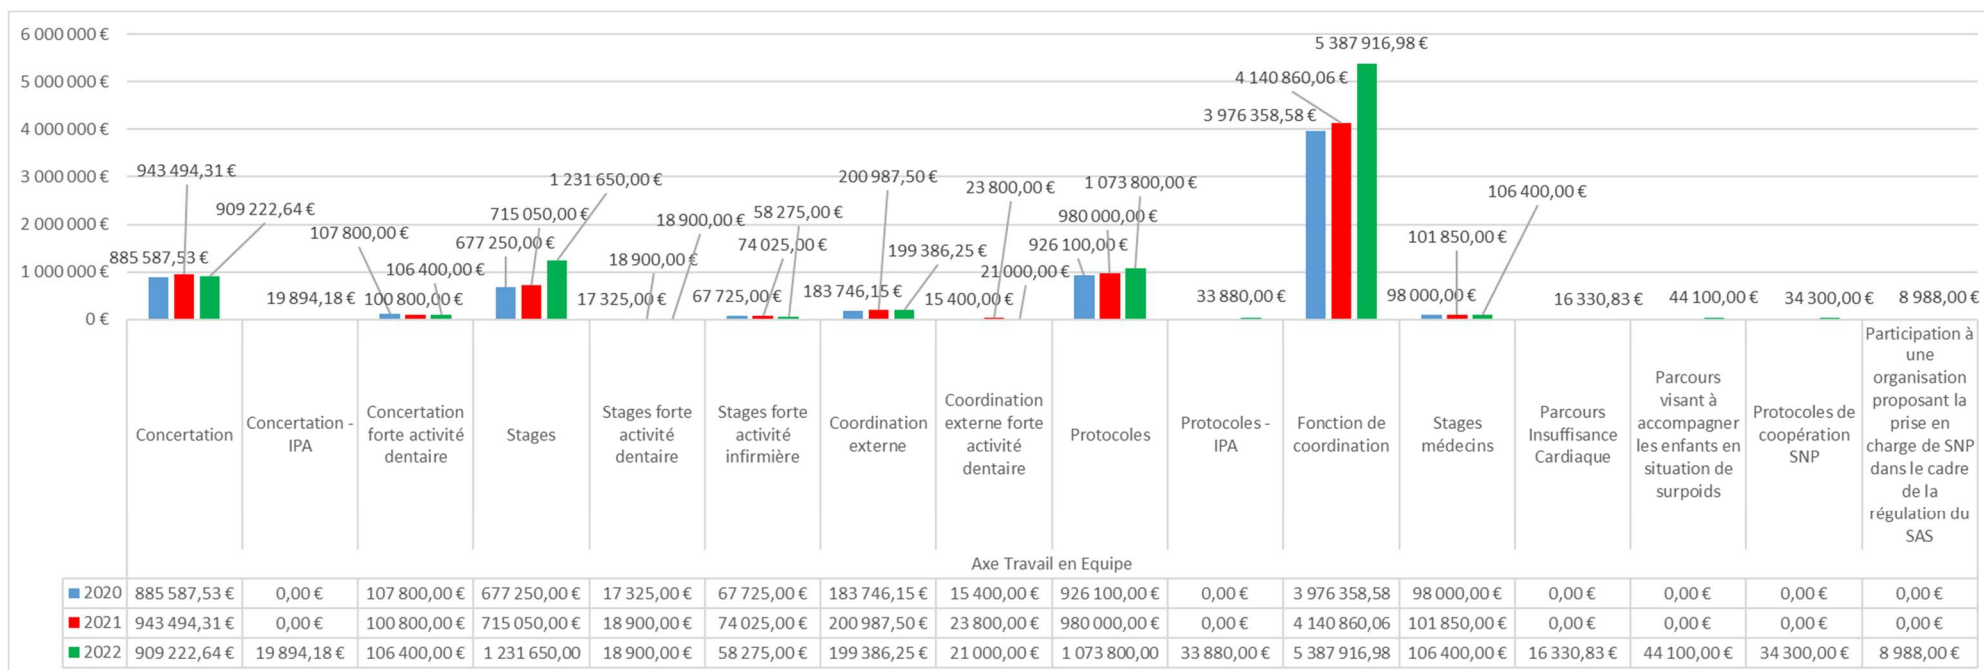 6 000 000 €
5 000 000 €
4 000 000 €
3 000 000 €
2 000 000 €
1 000 000 €
0 €
885 587,53 €
943 494,31 €
909 222,64 €
19 894,18 €
107 800,00 €
100 800,00 €
106 400,00 €
677 250,00 €
715 050,00 €
1 231 650,00 €
17 325,00 €
18 900,00 €
18 900,00 €
67 725,00 €
74 025,00 €
58 275,00 €
183 746,15 €
200 987,50 €
199 386,25 €
15 400,00 €
23 800,00 €
21 000,00 €
926 100,00 €
980 000,00 €
1 073 800,00 €
33 880,00 €
3 976 358,58 €
4 140 860,06 €
5 387 916,98 €
98 000,00 €
101 850,00 €
106 400,00 €
16 330,83 €
44 100,00 €
34 300,00 €
8 988,00 €
Concertation
Concertation -
IPA
Concertation
forte activité
dentaire
Stages
Stages forte
activité
dentaire
Stages forte
activité
infirmière
Coordination
externe
Coordination
externe forte
activité
dentaire
Protocoles
Protocoles -
IPA
Fonction de
coordination
Stages
médecins
Parcours
Insuffisance
Cardiaque
Parcours
visant à
accompagner
les enfants en
situation de
surpoids
Protocoles de
coopération
SNP
Participation à
une
organisation
proposant la
prise en
charge de SNP
dans le cadre
de la
régulation du
SAS
Axe Travail en Equipe
2020 885 587,53 € 0,00 € 107 800,00 € 677 250,00 € 17 325,00 € 67 725,00 € 183 746,15 € 15 400,00 € 926 100,00 € 0,00 € 3 976 358,58 98 000,00 € 0,00 € 0,00 € 0,00 € 0,00 €
2021 943 494,31 € 0,00 € 100 800,00 € 715 050,00 € 18 900,00 € 74 025,00 € 200 987,50 € 23 800,00 € 980 000,00 € 0,00 € 4 140 860,06 101 850,00 € 0,00 € 0,00 € 0,00 € 0,00 €
2022 909 222,64 € 19 894,18 € 106 400,00 € 1 231 650,00 18 900,00 € 58 275,00 € 199 386,25 € 21 000,00 € 1 073 800,00 33 880,00 € 5 387 916,98 106 400,00 € 16 330,83 € 44 100,00 € 34 300,00 € 8 988,00 €